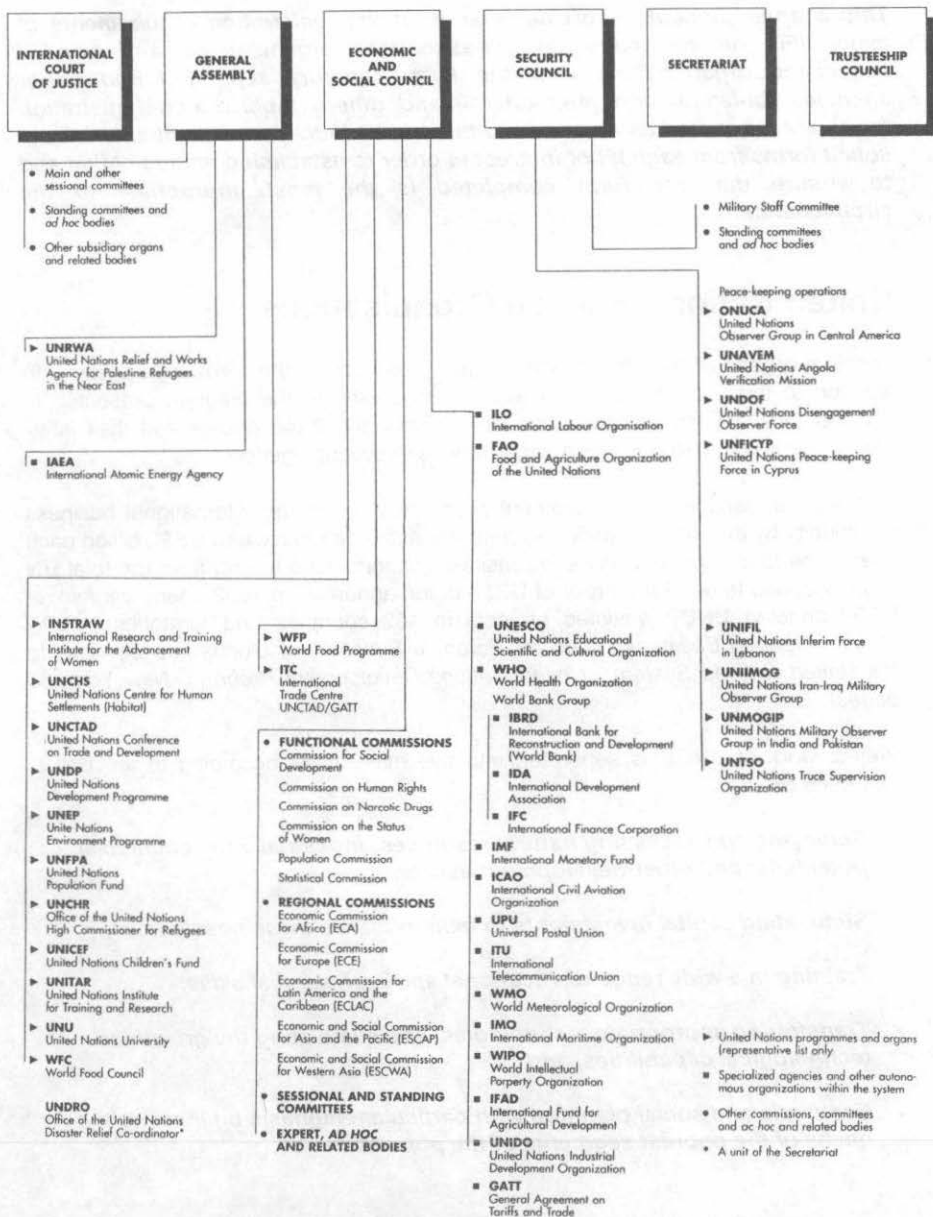 INTERNATIONAL
COURT
OF JUSTICE
GENERAL
ASSEMBLY
ECONOMIC
AND
SOCIAL COUNCIL
SECURITY
COUNCIL
SECRETARIAT
TRUSTEESHIP
COUNCIL
• Main and other
sessional committees
• Standing committees and
ad hoc bodies
• Other subsidiary organs
and related bodies
• Military Staff Committee
• Standing committees
and ad hoc bodies
► UNRWA
United Nations Relief and Works
Agency for Palestine Refugees
in the Near East
■ IAEA
International Atomic Energy Agency
Peace-keeping operations
► ONUCA
United Nations
Observer Group in Central America
► UNAVEM
United Nations Angola
Verification Mission
► UNDOF
United Nations Disengagement
Observer Force
► UNFICYP
United Nations Peace-keeping
Force in Cyprus
■ ILO
International Labour Organisation
■ FAO
Food and Agriculture Organization
of the United Nations
► INSTRAW
International Research and Training
Institute for the Advancement
of Women
► UNCHS
United Nations Centre for Human
Settlements (Habitat)
► UNCTAD
United Nations Conference
on Trade and Development
► UNDP
United Nations
Development Programme
► UNEP
Unite Nations
Environment Programme
► UNFPA
United Nations
Population Fund
► UNCHR
Office of the United Nations
High Commissioner for Refugees
► UNICEF
United Nations Children's Fund
► UNITAR
United Nations Institute
for Training and Research
► UNU
United Nations University
► WFC
World Food Council
UNDRO
Office of the United Nations
Disaster Relief Co-ordinator*
► WFP
World Food Programme
► ITC
International
Trade Centre
UNCTAD/GATT
• FUNCTIONAL COMMISSIONS
Commission for Social
Development
Commission on Human Rights
Commission on Narcotic Drugs
Commission on the Status
of Women
Population Commission
Statistical Commission
• REGIONAL COMMISSIONS
Economic Commission
for Africa (ECA)
Economic Commission
for Europe (ECE)
Economic Commission for
Latin America and the
Caribbean (ECLAC)
Economic and Social Commission
for Asia and the Pacific (ESCAP)
Economic and Social Commission
for Western Asia (ESCWA)
• SESSIONAL AND STANDING
COMMITTEES
• EXPERT, AD HOC
AND RELATED BODIES
■ UNESCO
United Nations Educational
Scientific and Cultural Organization
■ WHO
World Health Organization
World Bank Group
■ IBRD
International Bank for
Reconstruction and Development
(World Bank)
■ IDA
International Development
Association
■ IFC
International Finance Corporation
■ IMF
International Monetary Fund
■ ICAO
International Civil Aviation
Organization
■ UPU
Universal Postal Union
■ ITU
International
Telecommunication Union
■ WMO
World Meteorological Organization
■ IMO
International Maritime Organization
■ WIPO
World Intellectual
Porperty Organization
■ IFAD
International Fund for
Agricultural Development
■ UNIDO
United Nations Industrial
Development Organization
■ GATT
General Agreement on
Tariffs and Trade
► UNIFIL
United Nations Inferim Force
in Lebanon
► UNIIMOG
United Nations Iran-Iraq Military
Observer Group
► UNMOGIP
United Nations Military Observer
Group in India and Pakistan
► UNTSO
United Nations Truce Supervision
Organization
► United Nations programmes and organs
(representative list only)
■ Specialized agencies and other autono-
mous organizations within the system
• Other commissions, committees
and ac hoc and related bodies
* A unit of the Secretariat